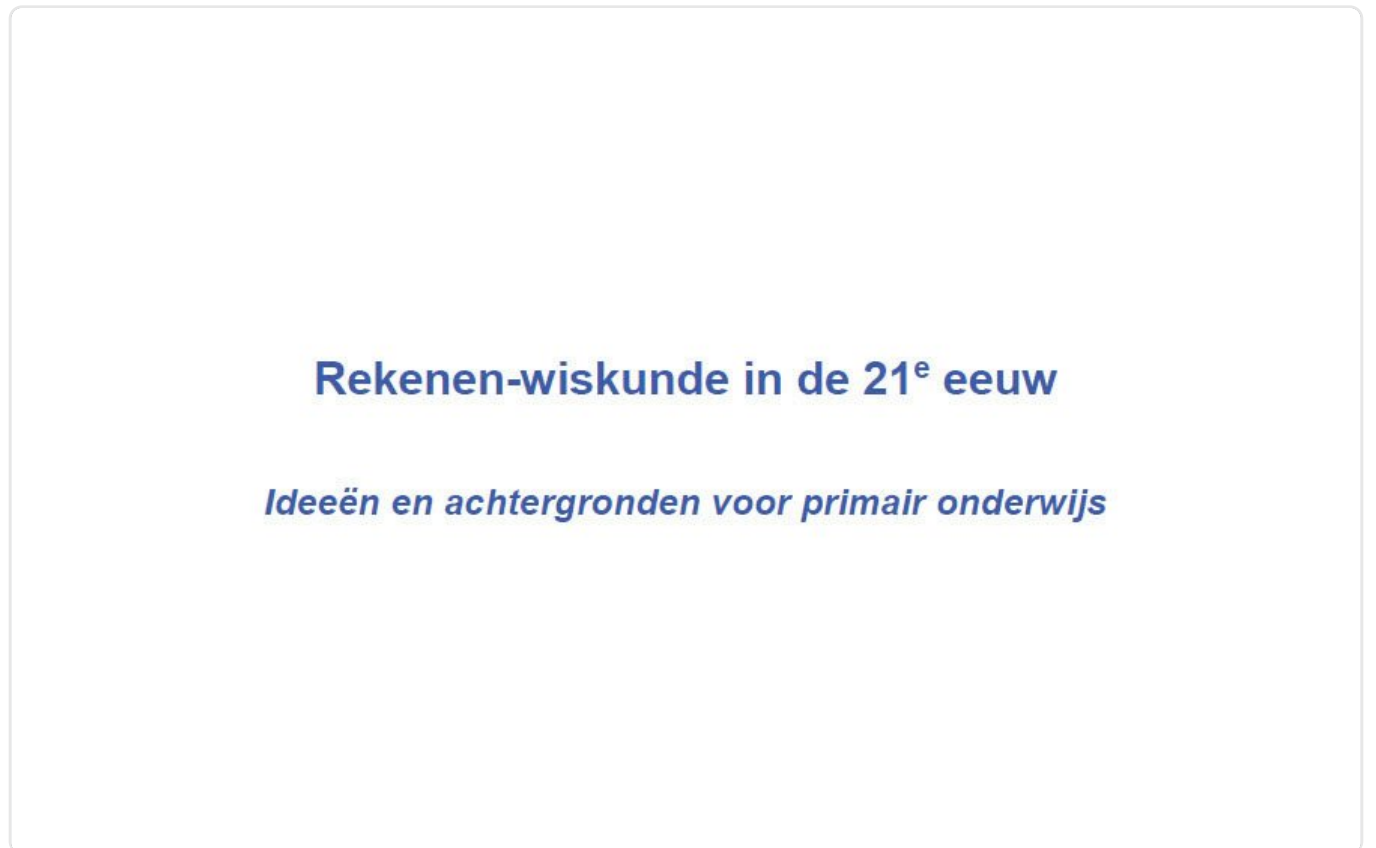 Rekenen-wiskunde in de 21e eeuw
Ideeën en achtergronden voor primair onderwijs